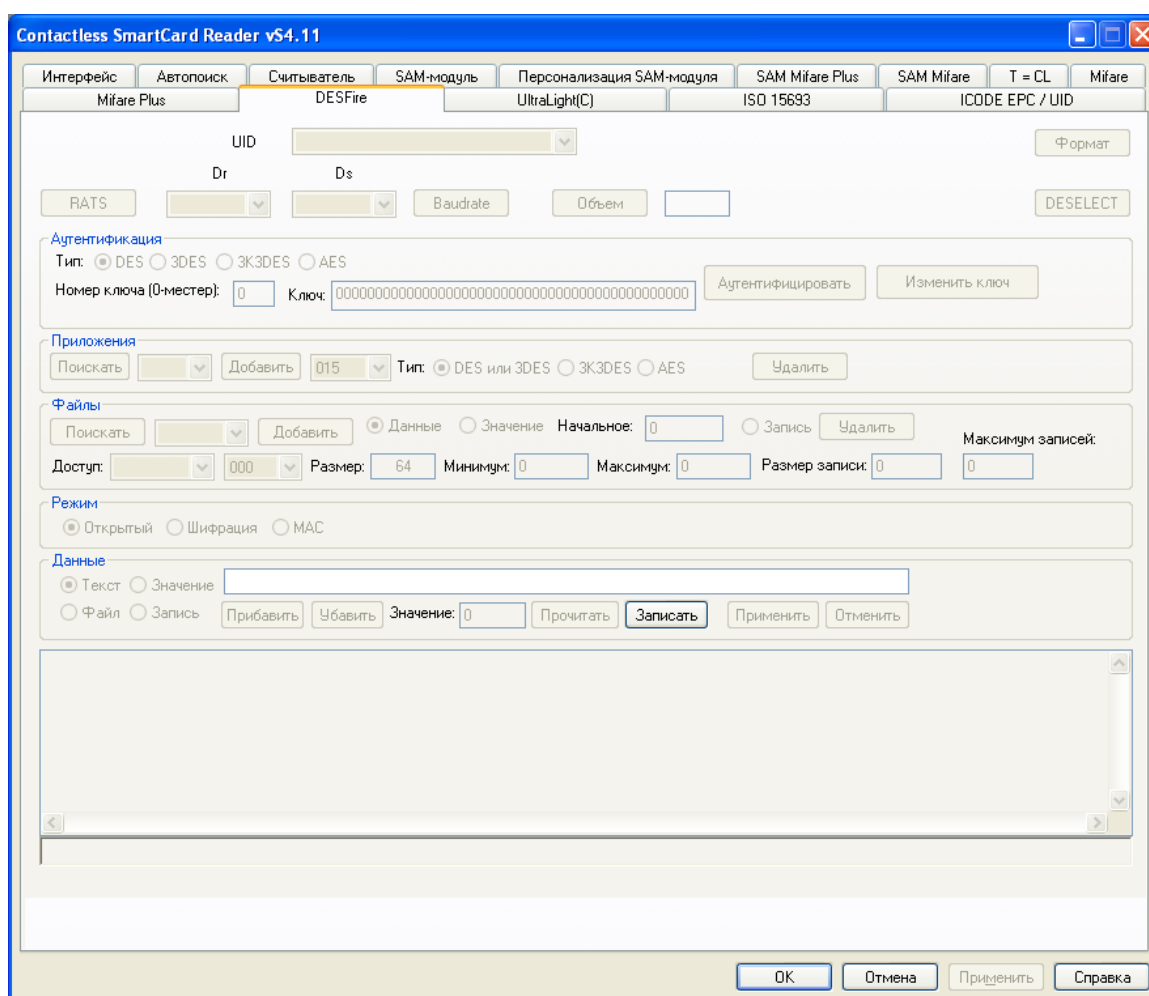 Contactless SmartCard Reader vS4.11
Интерфейс Автопоиск Считыватель SAM-модуль Персонализация SAM-модуля SAM Mifare Plus SAM Mifare T = CL Mifare
Mifare Plus DESFire UltraLight(C) ISO 15693 ICODE EPC / UID
UID Формат
Dr Ds
RATS Baudrate Объем DESELECT
Аутентификация
Тип: DES 3DES 3K3DES AES
Номер ключа (0-местер): 0 Ключ: 000000000000000000000000000000000000000000000000 Аутентифицировать Изменить ключ
Приложения
Поискать Добавить 015 Тип: DES или 3DES 3K3DES AES Удалить
Файлы
Поискать Добавить Данные Значение Начальное: 0 Запись Удалить Максимум записей:
Доступ: 000 Размер: 64 Минимум: 0 Максимум: 0 Размер записи: 0 0
Режим
Открытый Шифрация MAC
Данные
Текст Значение
Файл Запись Прибавить Убавить Значение: 0 Прочитать Записать Применить Отменить
OK Отмена Применить Справка